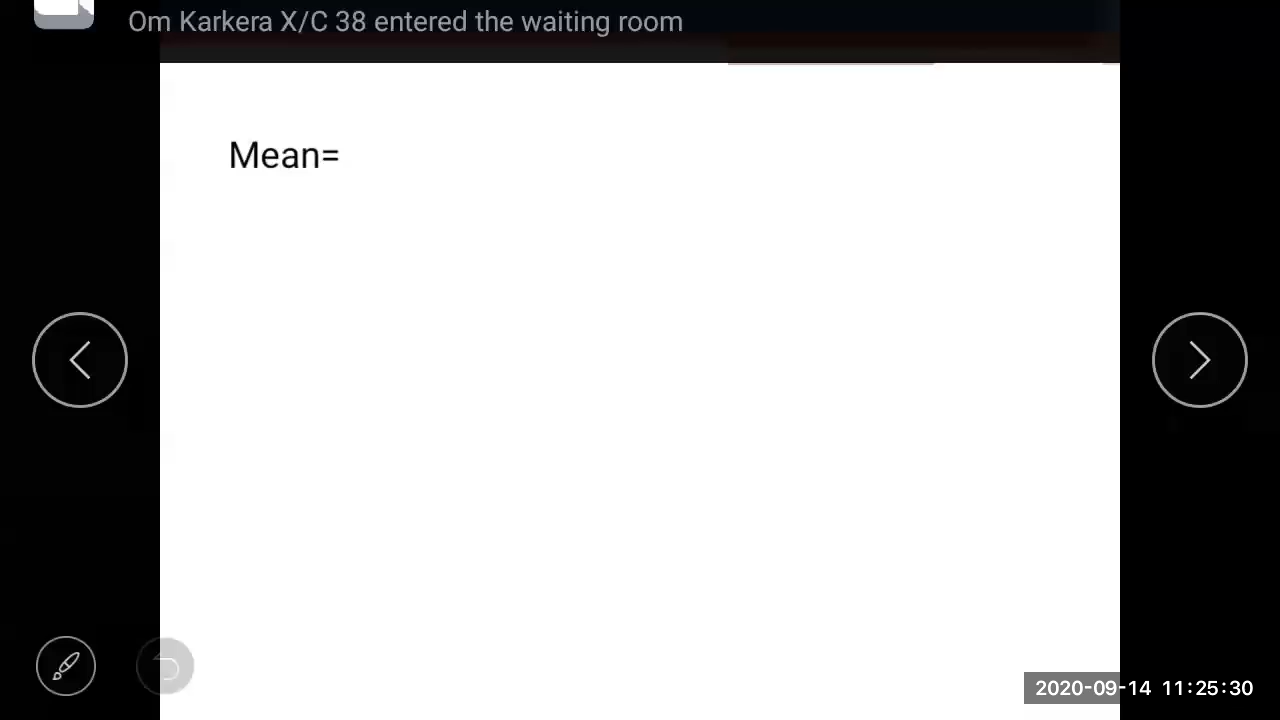 Om Karkera X/C 38 entered the waiting room
Mean=
2020-09-14 11:25:30